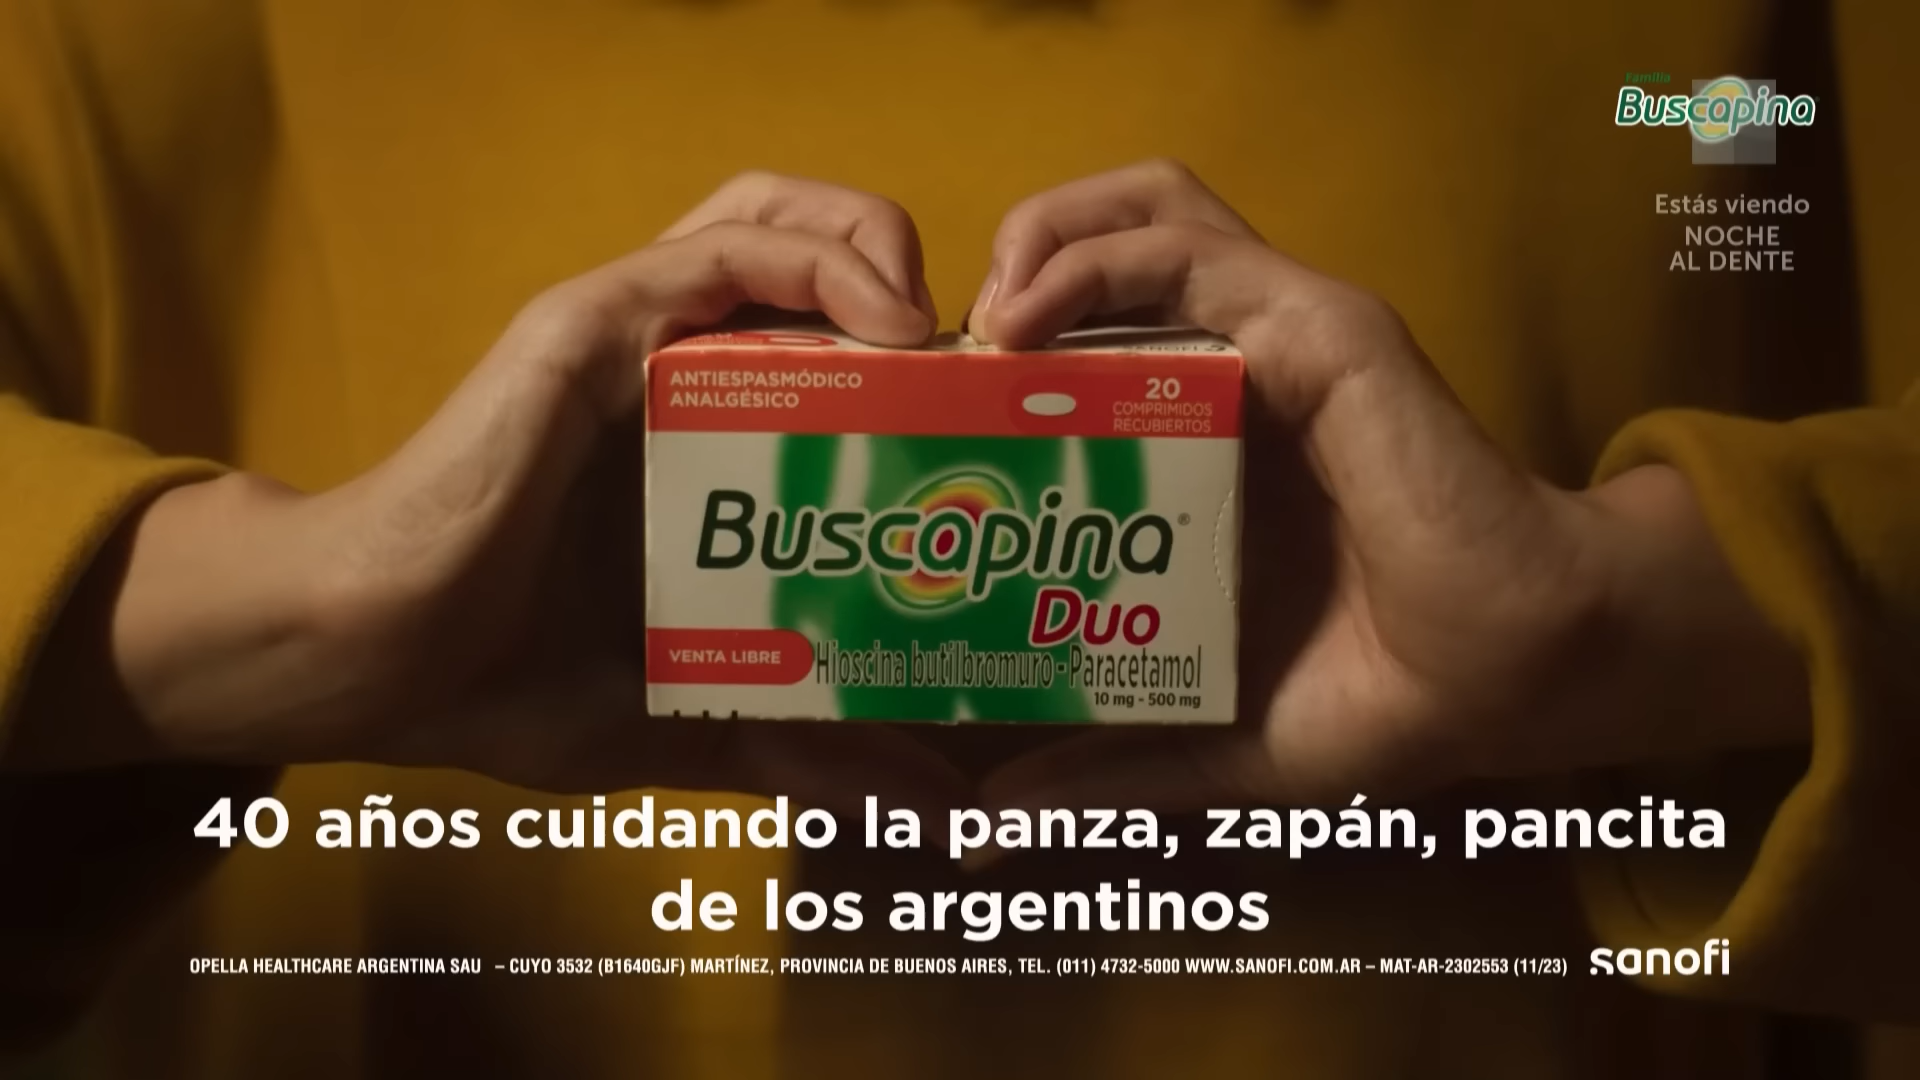 Familia
Buscapina
Estás viendo
NOCHE
AL DENTE
SANOFI
ANTIESPASMÓDICO
ANALGÉSICO
20
COMPRIMIDOS
RECUBIERTOS
Buscapina®
Duo
VENTA LIBRE
Hioscina butilbromuro-Paracetamol
10 mg - 500 mg
40 años cuidando la panza, zapán, pancita
de los argentinos
OPELLA HEALTHCARE ARGENTINA SAU – CUYO 3532 (B1640GJF) MARTÍNEZ, PROVINCIA DE BUENOS AIRES, TEL. (011) 4732-5000 WWW.SANOFI.COM.AR – MAT-AR-2302553 (11/23)
sanofi